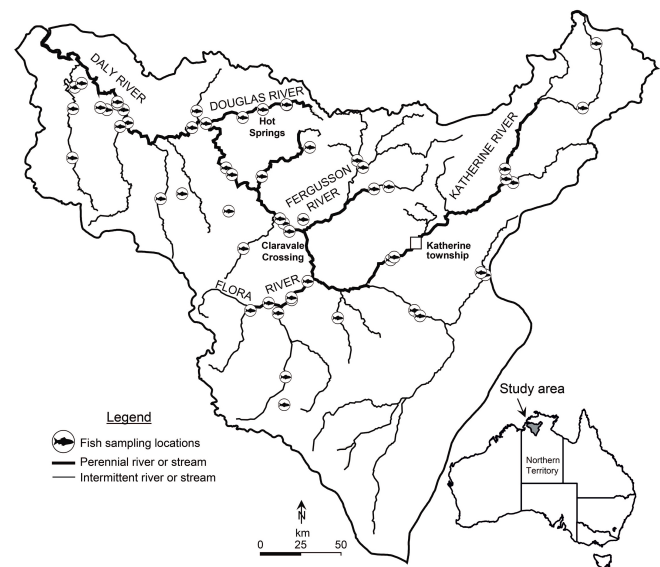 DALY RIVER
DOUGLAS RIVER
Hot
Springs
KATHERINE RIVER
FERGUSSON
RIVER
Claravale
Crossing
Katherine
township
FLORA RIVER
Study area
Legend
Fish sampling locations
Perennial river or stream
Intermittent river or stream
Northern
Territory
N
km
0 25 50